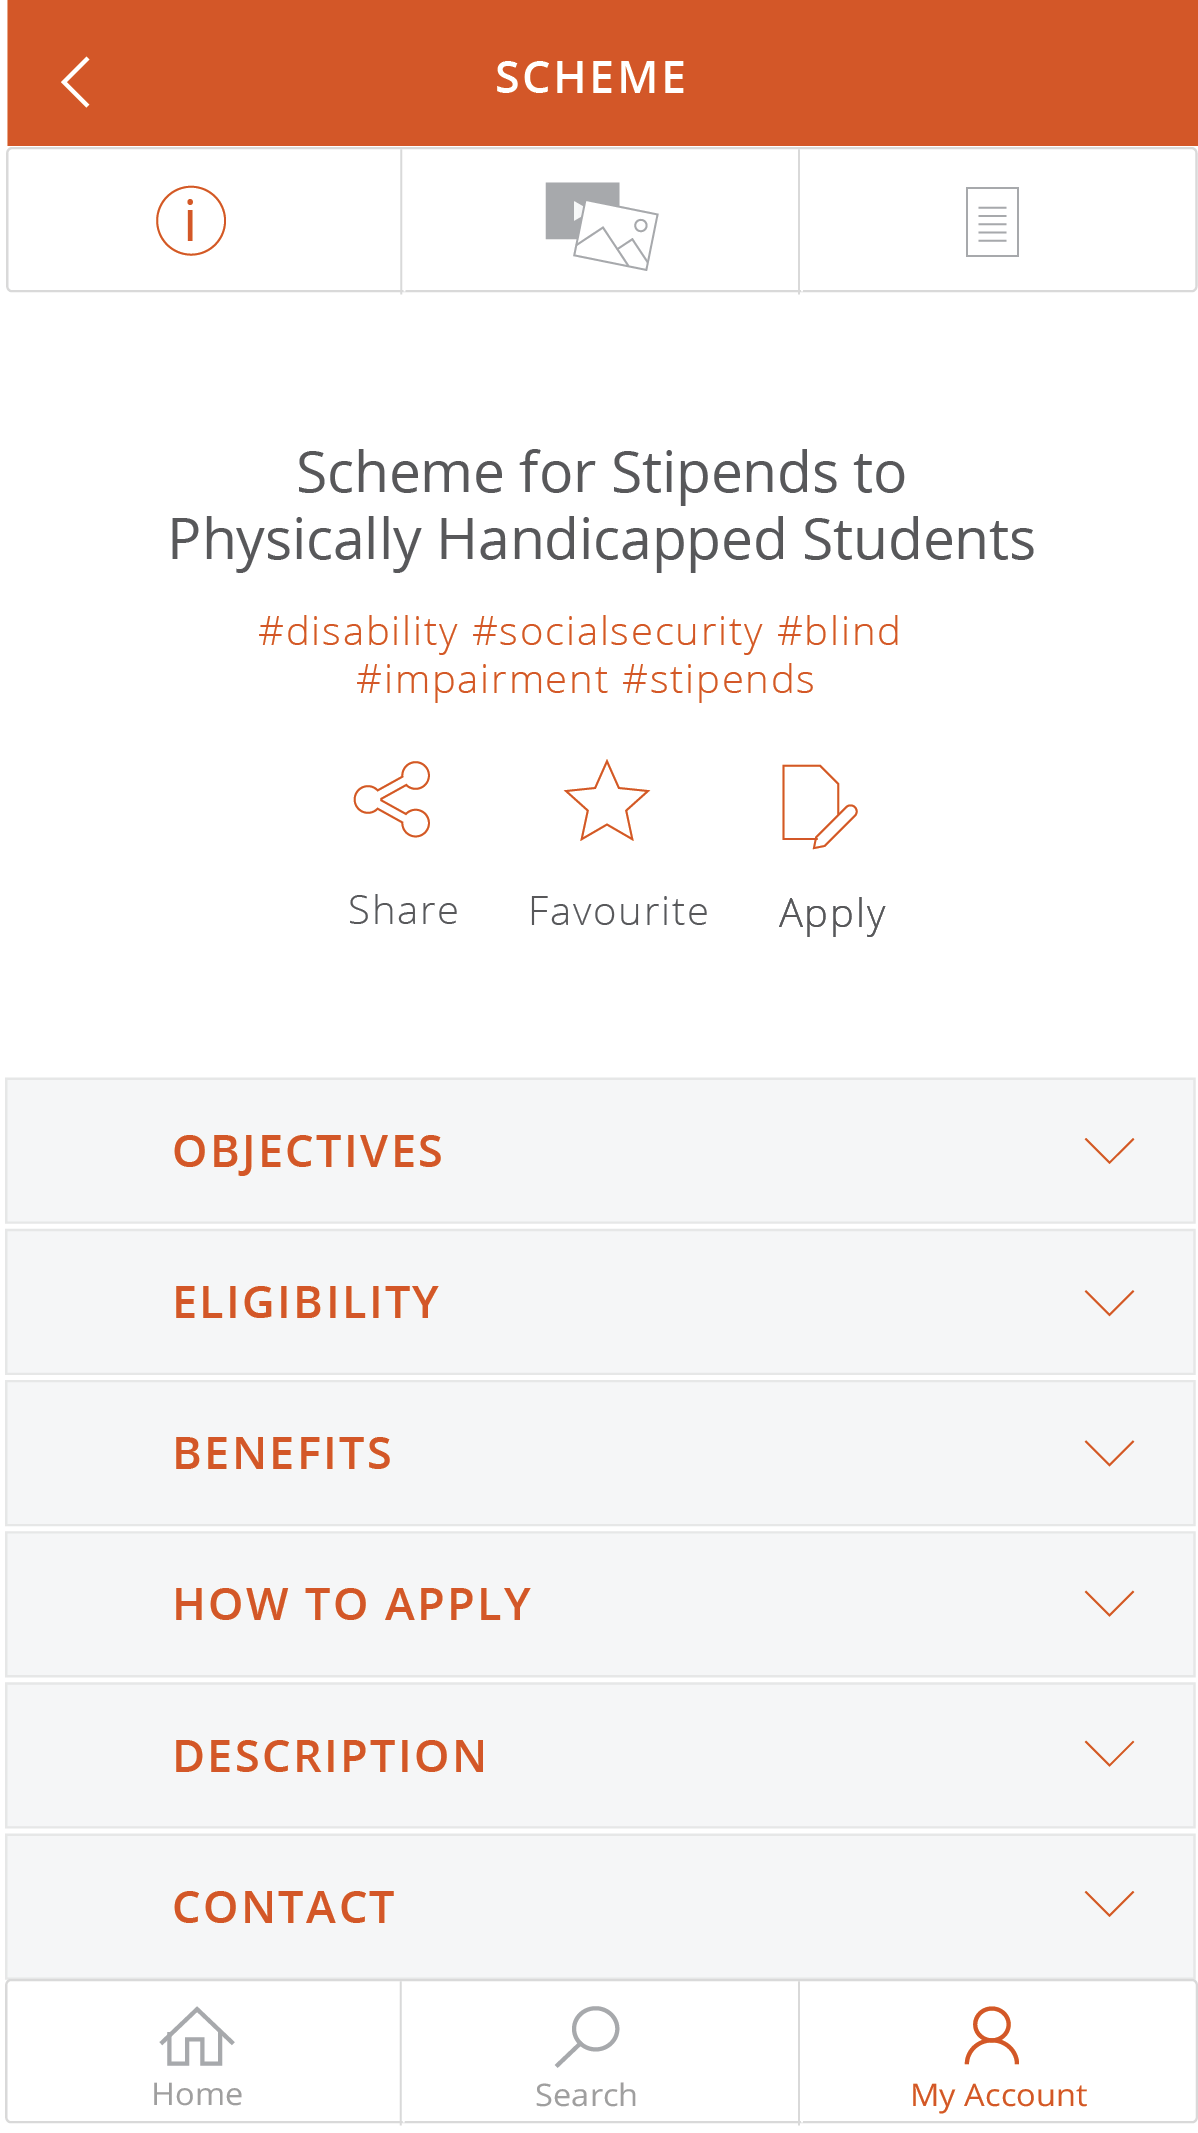 SCHEME
Scheme for Stipends to
Physically Handicapped Students
#disability #socialsecurity #blind
#impairment #stipends
Share Favourite Apply
OBJECTIVES
ELIGIBILITY
BENEFITS
HOW TO APPLY
DESCRIPTION
CONTACT
Home Search My Account